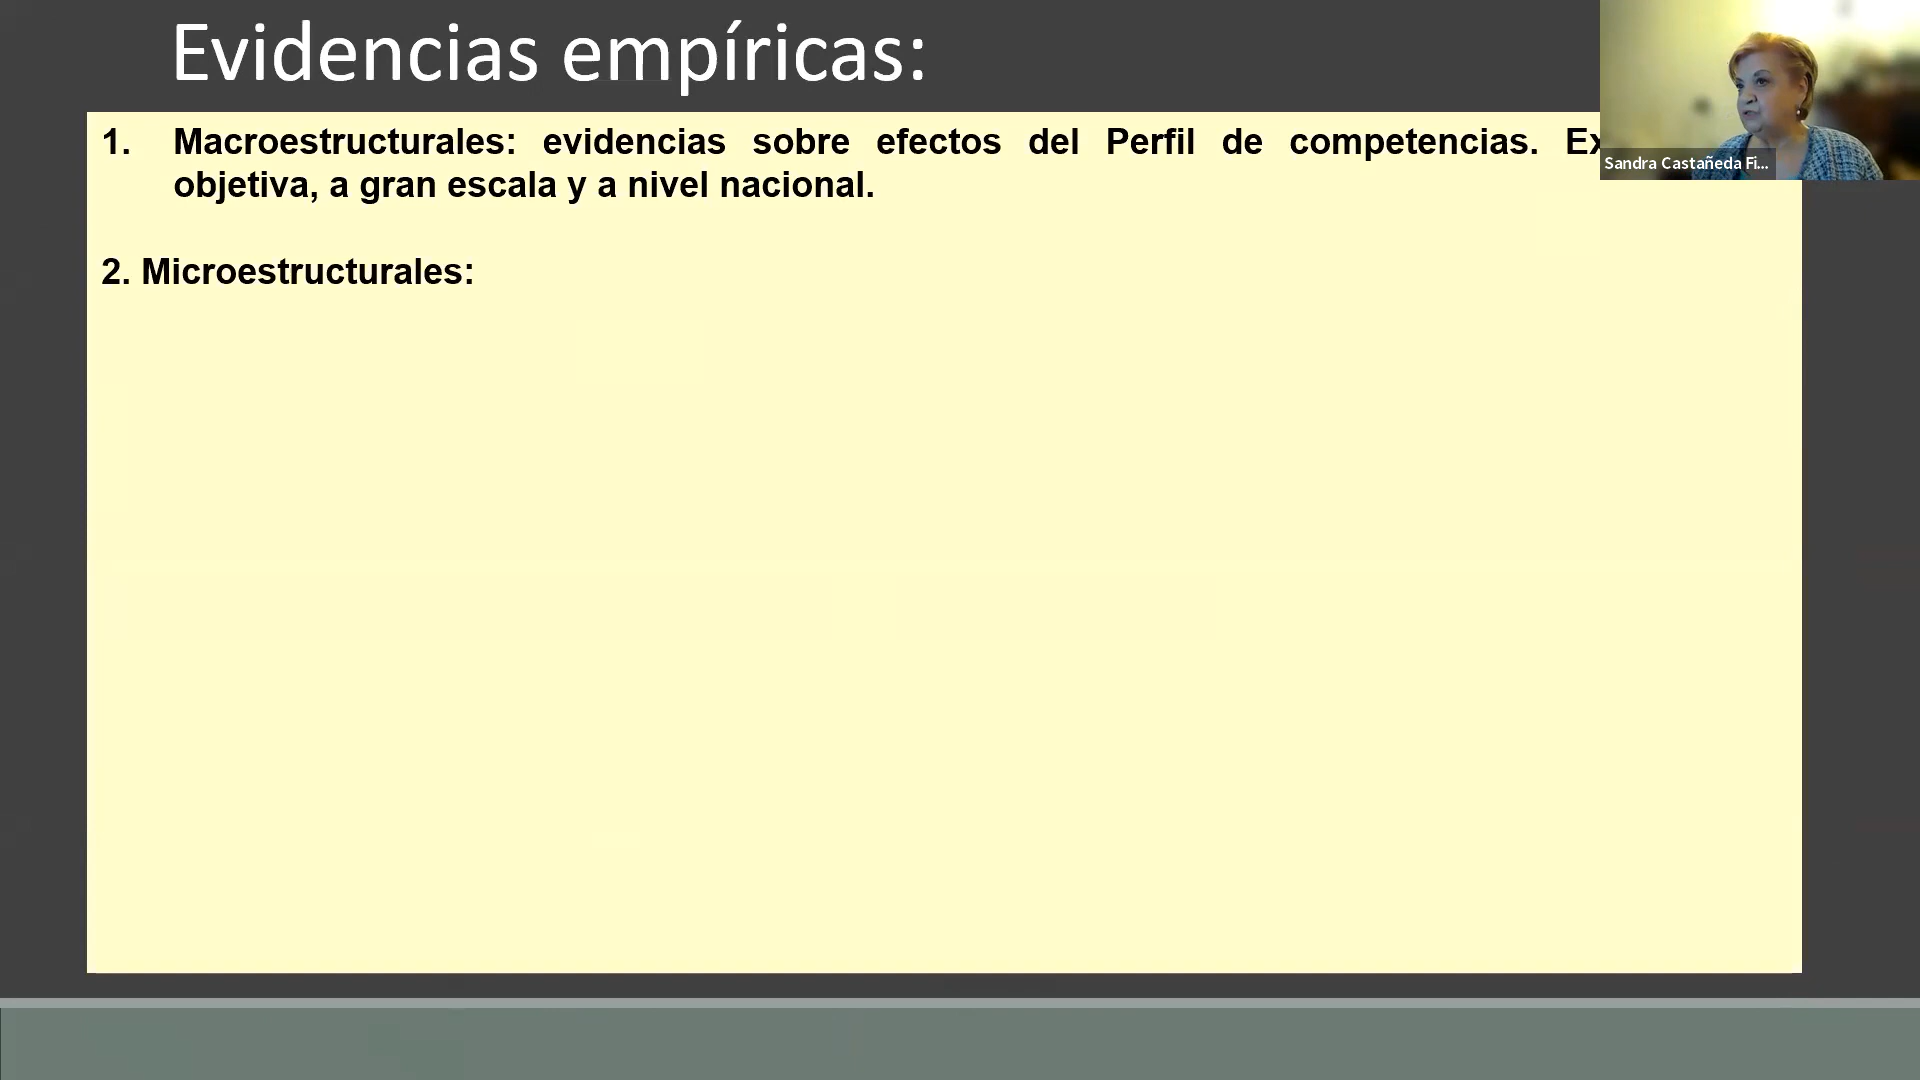 Evidencias empíricas:
1. Macroestructurales: evidencias sobre efectos del Perfil de competencias.
objetiva, a gran escala y a nivel nacional.
2. Microestructurales:
Sandra Castañeda Fi...